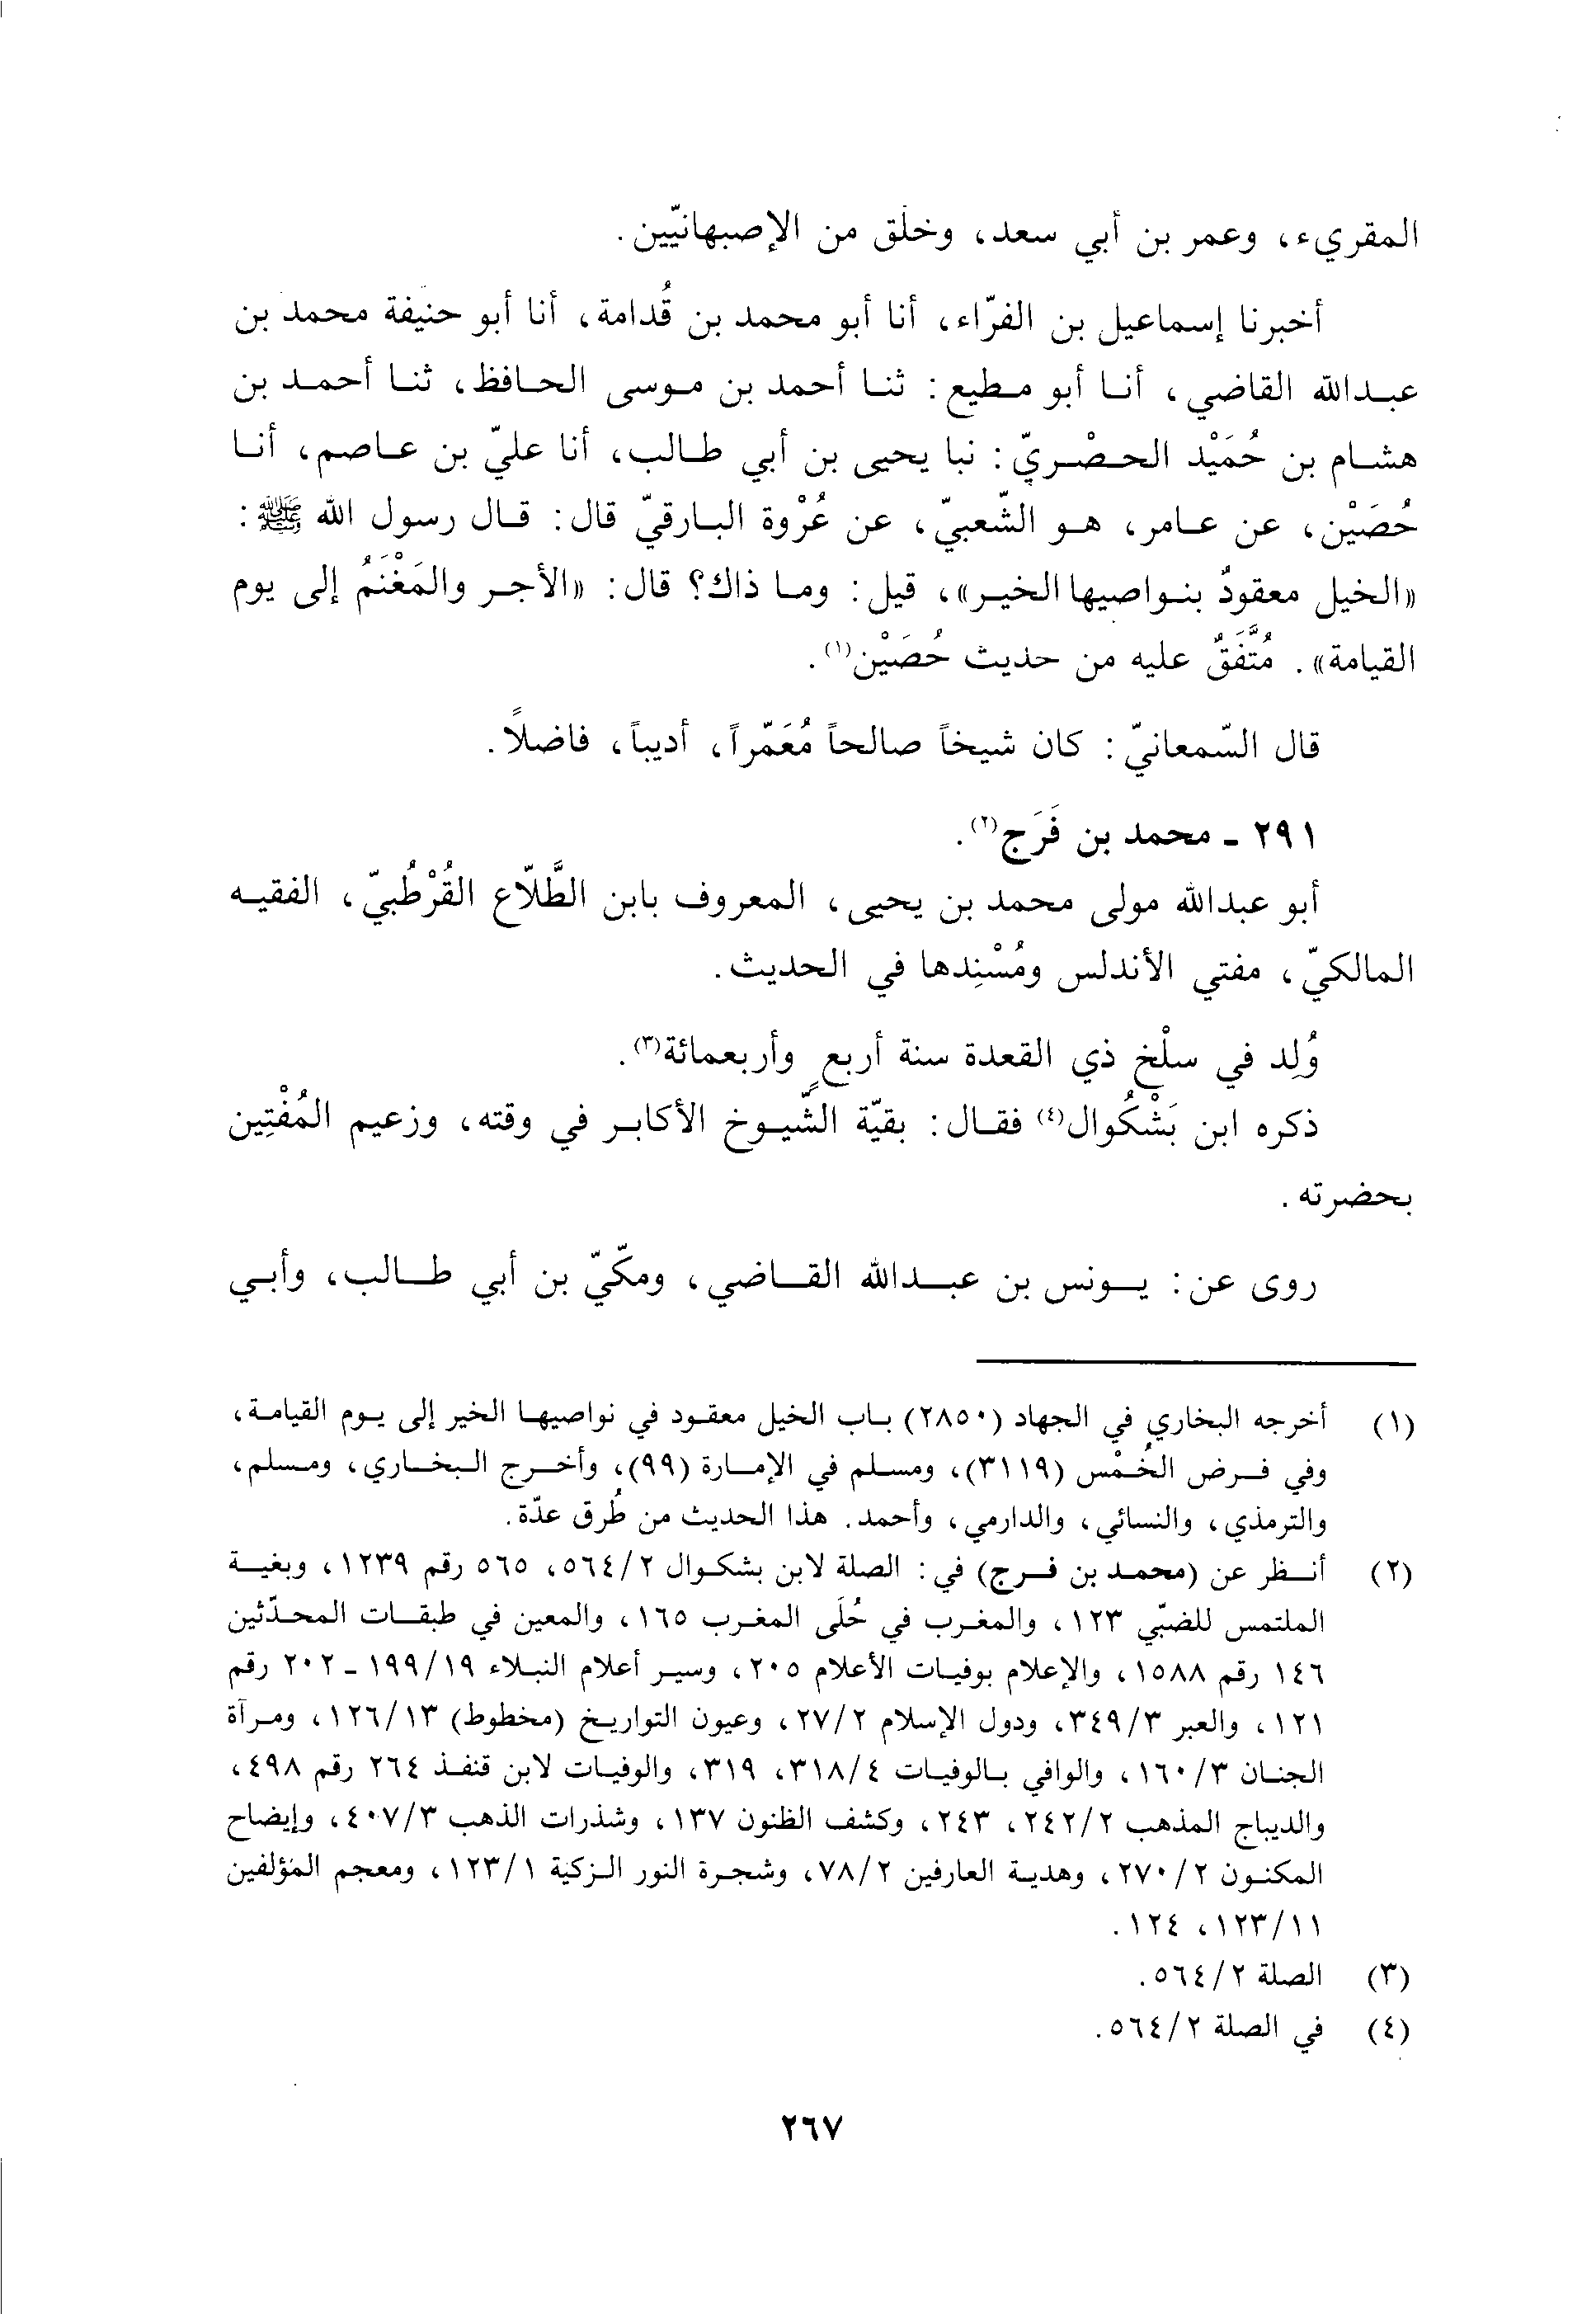 المقريء، وعمر بن أبي سعد، وخلق من الإصبهانيّين.
أخبرنا إسماعيل بن الفرّاء، أنا أبو محمد بن قُدامة، أنا أبو حنيفة محمد بن
عبدالله القاضي، أنا أبو مطيع: ثنا أحمد بن موسى الحافظ، ثنا أحمد بن
هشام بن حُمَيْد الحصْريّ: نبا يحيى بن أبي طالب، أنا عليّ بن عاصم، أنا
حُصَيْن، عن عامر، هو الشّعبيّ، عن عُرْوة البارقيّ قال: قال رسول الله ﷺ:
«الخيل معقودٌ بنواصيها الخير»، قيل: وما ذاك؟ قال: «الأجر والمَغْنَمُ إلى يوم
القيامة». مُتَّفَقٌ عليه من حديث حُصَيْن(١).
قال السّمعانيّ: كان شيخاً صالحاً مُعَمّراً، أديباً، فاضلاً.
٢٩١ ـ محمد بن فَرَج(٢).
أبو عبدالله مولى محمد بن يحيى، المعروف بابن الطَّلّاع القُرْطُبيّ، الفقيه
المالكيّ، مفتي الأندلس ومُسْنِدها في الحديث.
وُلِد في سلْخ ذي القعدة سنة أربعٍ وأربعمائة(٣).
ذكره ابن بَشْكُوال(٤) فقال: بقيّة الشّيوخ الأكابر في وقته، وزعيم المُفْتِين
بحضرته.
روى عن: يونس بن عبدالله القاضي، ومكّيّ بن أبي طالب، وأبي
(١) أخرجه البخاري في الجهاد (٢٨٥٠) باب الخيل معقود في نواصيها الخير إلى يوم القيامة،
وفي فرض الخُمْس (٣١١٩)، ومسلم في الإمارة (٩٩)، وأخرج البخاري، ومسلم،
والترمذي، والنسائي، والدارمي، وأحمد. هذا الحديث من طُرق عدّة.
(٢) أنظر عن (محمد بن فرج) في: الصلة لابن بشكوال ٢/٥٦٤، ٥٦٥ رقم ١٢٣٩، وبغية
الملتمس للضبّي ١٢٣، والمغرب في حُلَى المغرب ١٦٥، والمعين في طبقات المحدّثين
١٤٦ رقم ١٥٨٨، والإعلام بوفيات الأعلام ٢٠٥، وسير أعلام النبلاء ١٩/١٩٩ ـ ٢٠٢ رقم
١٢١، والعبر ٣/٣٤٩، ودول الإسلام ٢/٢٧، وعيون التواريخ (مخطوط) ١٣/١٢٦، ومرآة
الجنان ٣/١٦٠، والوافي بالوفيات ٤/٣١٨، ٣١٩، والوفيات لابن قنفذ ٢٦٤ رقم ٤٩٨،
والديباج المذهب ٢/٢٤٢، ٢٤٣، وكشف الظنون ١٣٧، وشذرات الذهب ٣/٤٠٧، وإيضاح
المكنون ٢/٢٧٠، وهدية العارفين ٢/٧٨، وشجرة النور الزكية ١/١٢٣، ومعجم المؤلفين
١١/١٢٣، ١٢٤.
(٣) الصلة ٢/٥٦٤.
(٤) في الصلة ٢/٥٦٤.
٢٦٧